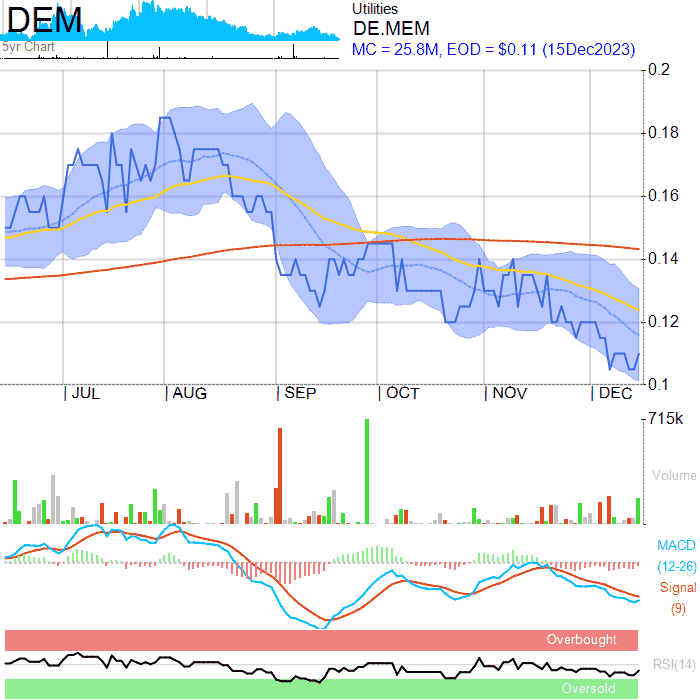 DEM
5yr Chart
Utilities
DE.MEM
MC = 25.8M, EOD = $0.11 (15Dec2023)
0.2
0.18
0.16
0.14
0.12
0.1
JUL AUG SEP OCT NOV DEC
715k
Volume
MACD
(12-26)
Signal
(9)
Overbought
RSI(14)
Oversold